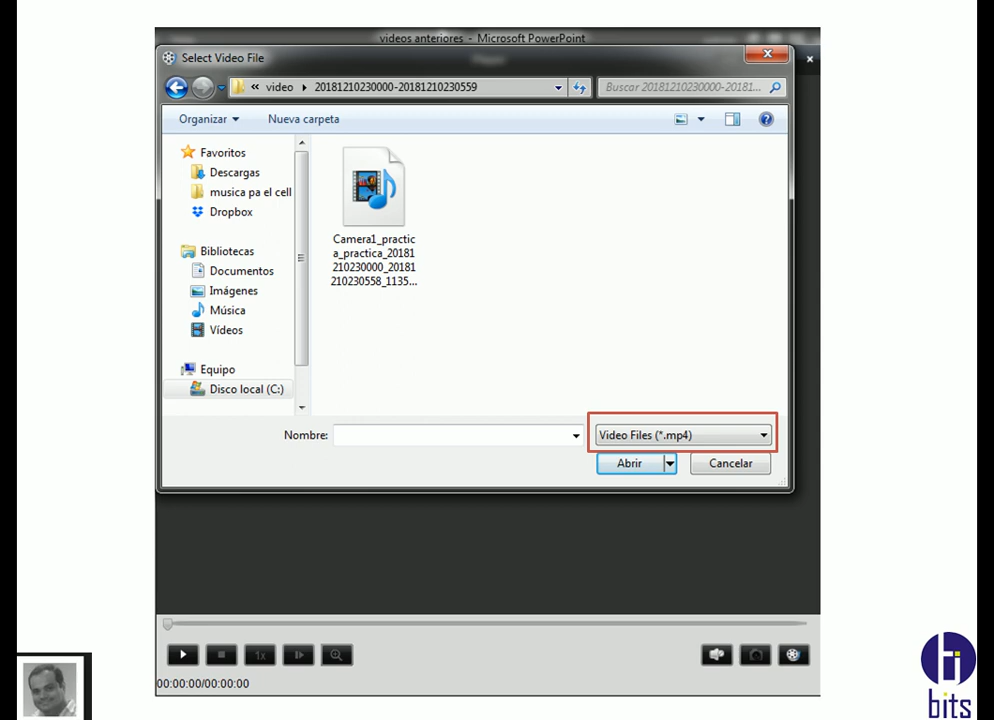 videos anteriores - Microsoft PowerPoint
Select Video File
« video ▸ 20181210230000-20181210230559
Buscar 20181210230000-20181...
Organizar
Nueva carpeta
Favoritos
Descargas
musica pa el cell
Dropbox
Bibliotecas
Documentos
Imágenes
Música
Vídeos
Equipo
Disco local (C:)
Camera1_practic
a_practica_20181
210230000_20181
210230558_1135...
Nombre:
Video Files (*.mp4)
Abrir
Cancelar
1x
00:00:00/00:00:00
bits